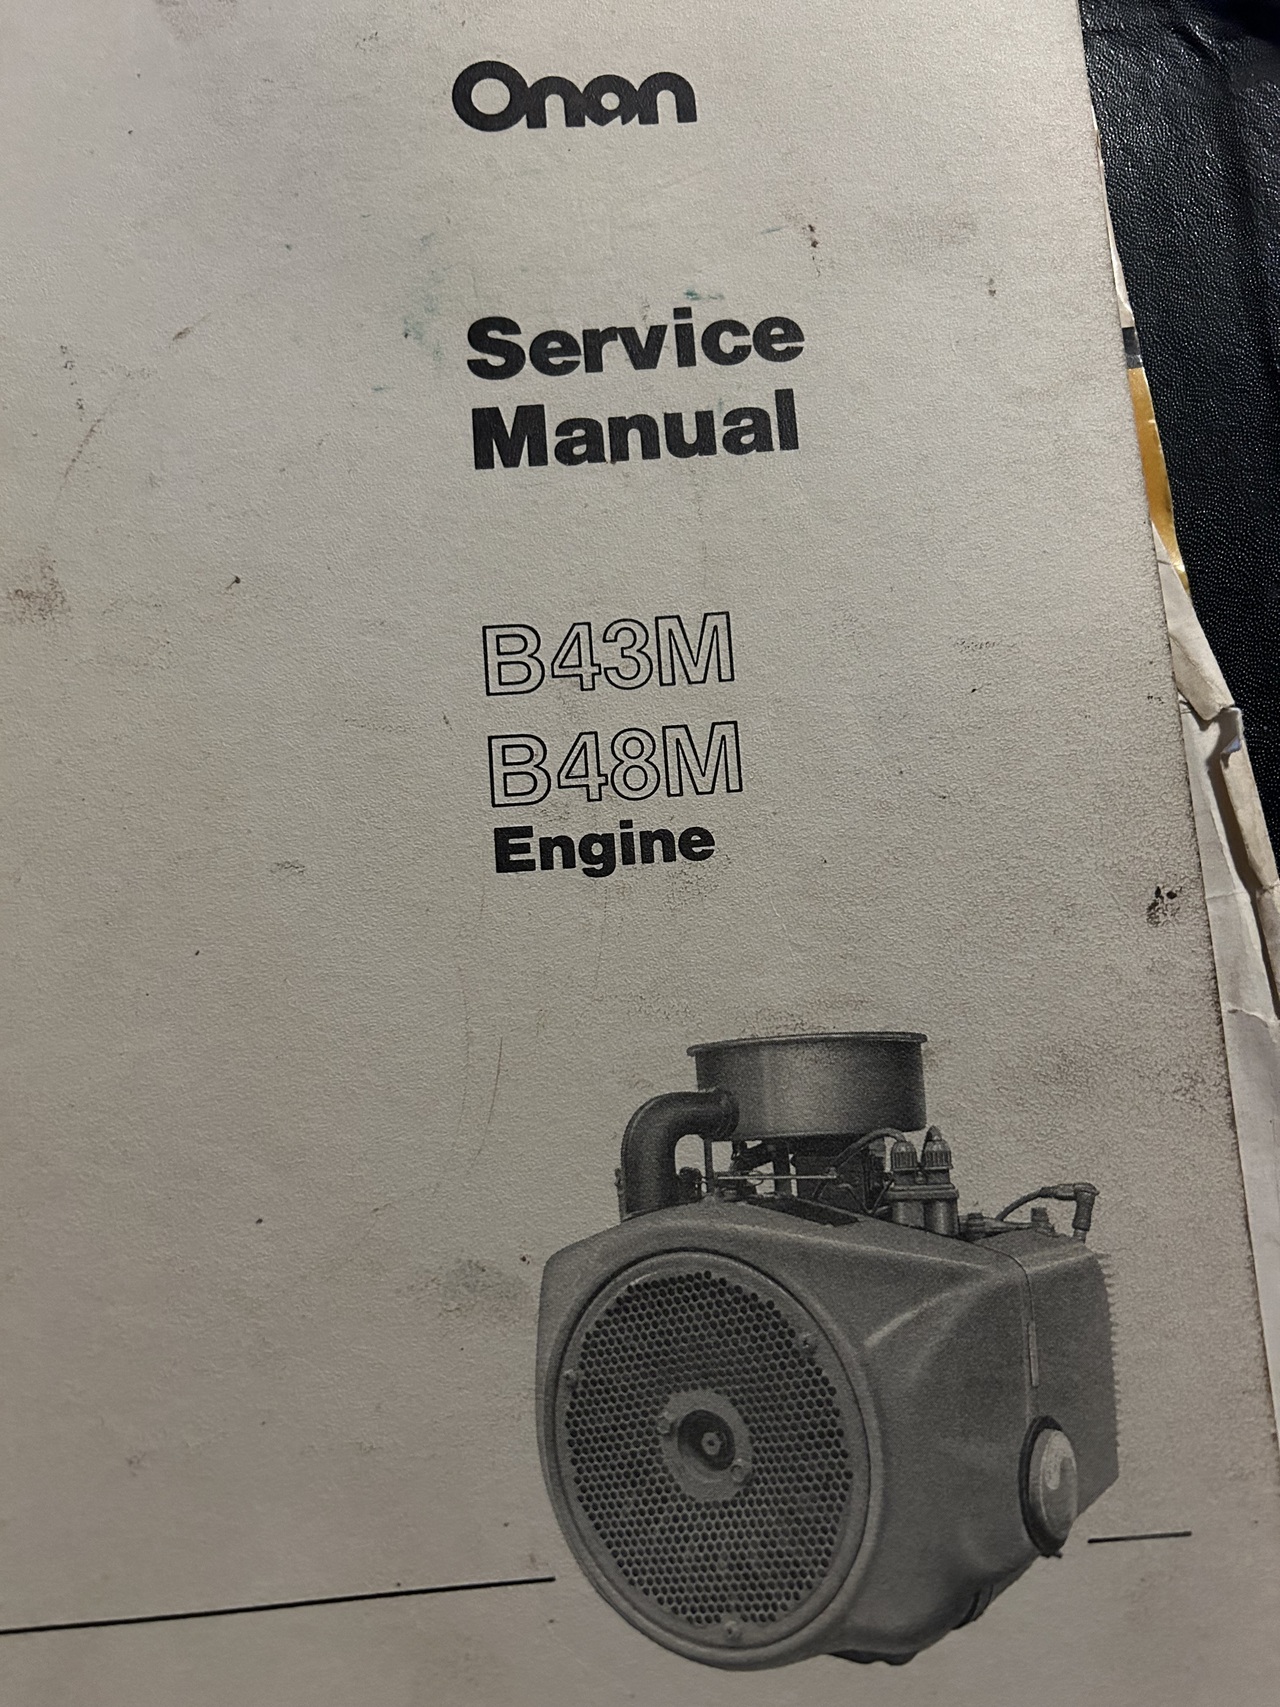 Onan
Service
Manual
B43M
B48M
Engine